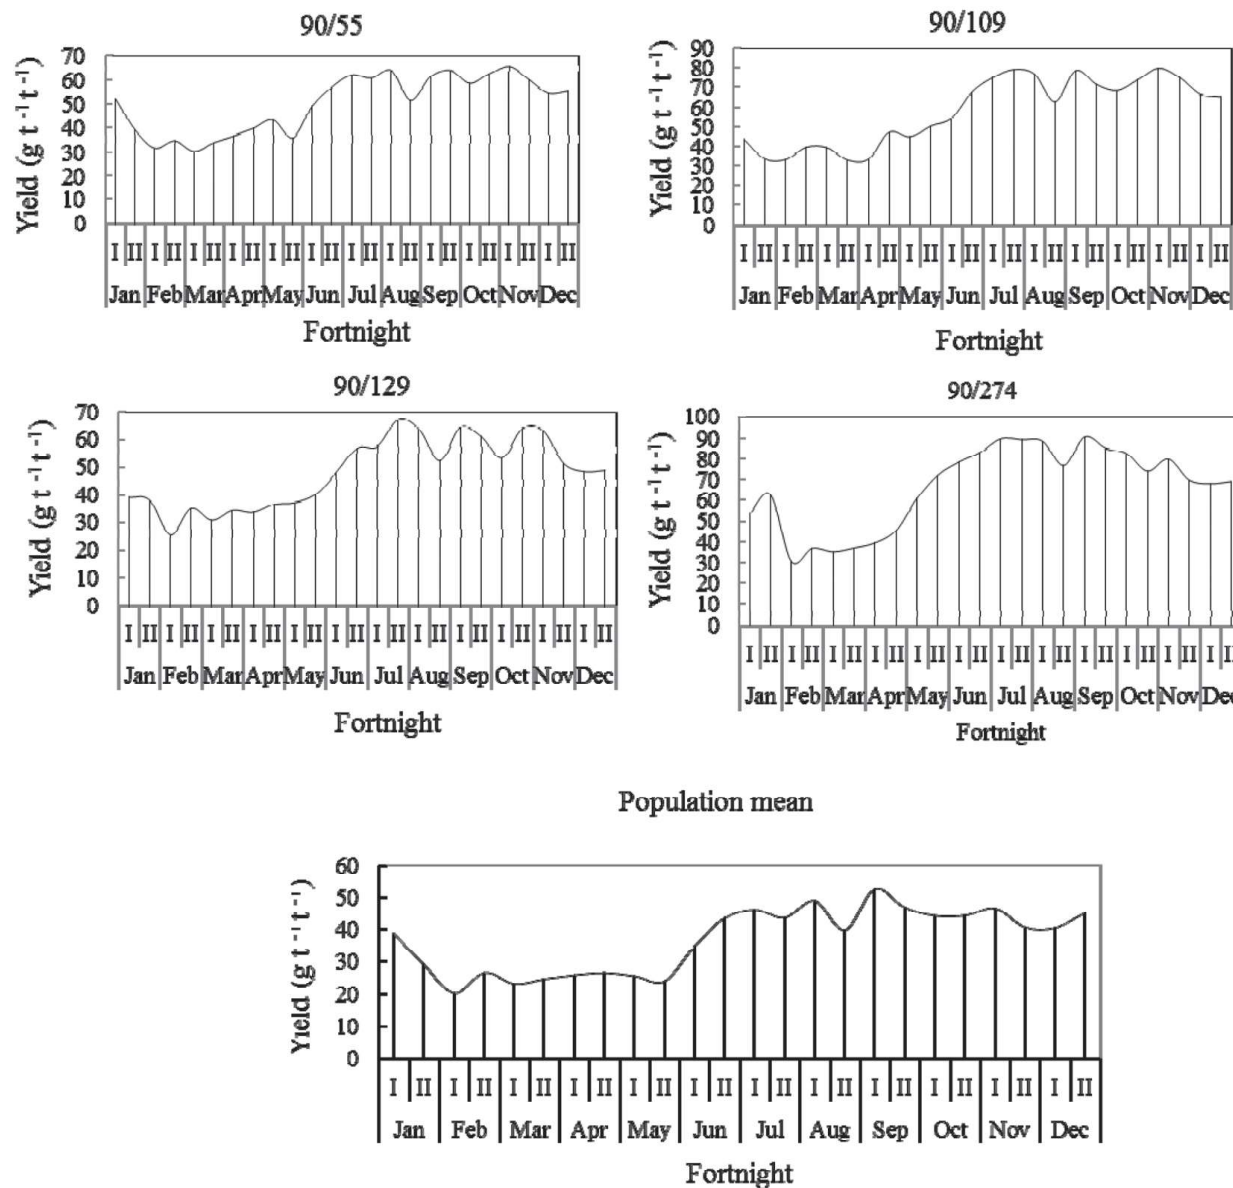 90/55
Yield (g t⁻¹ t⁻¹)
70
60
50
40
30
20
10
0
I II I II I II I II I II I II I II I II I II I II I II I II
Jan Feb Mar Apr May Jun Jul Aug Sep Oct Nov Dec
Fortnight
90/109
Yield (g t⁻¹ t⁻¹)
90
80
70
60
50
40
30
20
10
0
I II I II I II I II I II I II I II I II I II I II I II I II
Jan Feb Mar Apr May Jun Jul Aug Sep Oct Nov Dec
Fortnight
90/129
Yield (g t⁻¹ t⁻¹)
70
60
50
40
30
20
10
0
I II I II I II I II I II I II I II I II I II I II I II I II
Jan Feb Mar Apr May Jun Jul Aug Sep Oct Nov Dec
Fortnight
90/274
Yield (g t⁻¹ t⁻¹)
100
90
80
70
60
50
40
30
20
10
0
I II I II I II I II I II I II I II I II I II I II I II I II
Jan Feb Mar Apr May Jun Jul Aug Sep Oct Nov Dec
Fortnight
Population mean
Yield (g t⁻¹ t⁻¹)
60
50
40
30
20
10
0
I II I II I II I II I II I II I II I II I II I II I II I II
Jan Feb Mar Apr May Jun Jul Aug Sep Oct Nov Dec
Fortnight